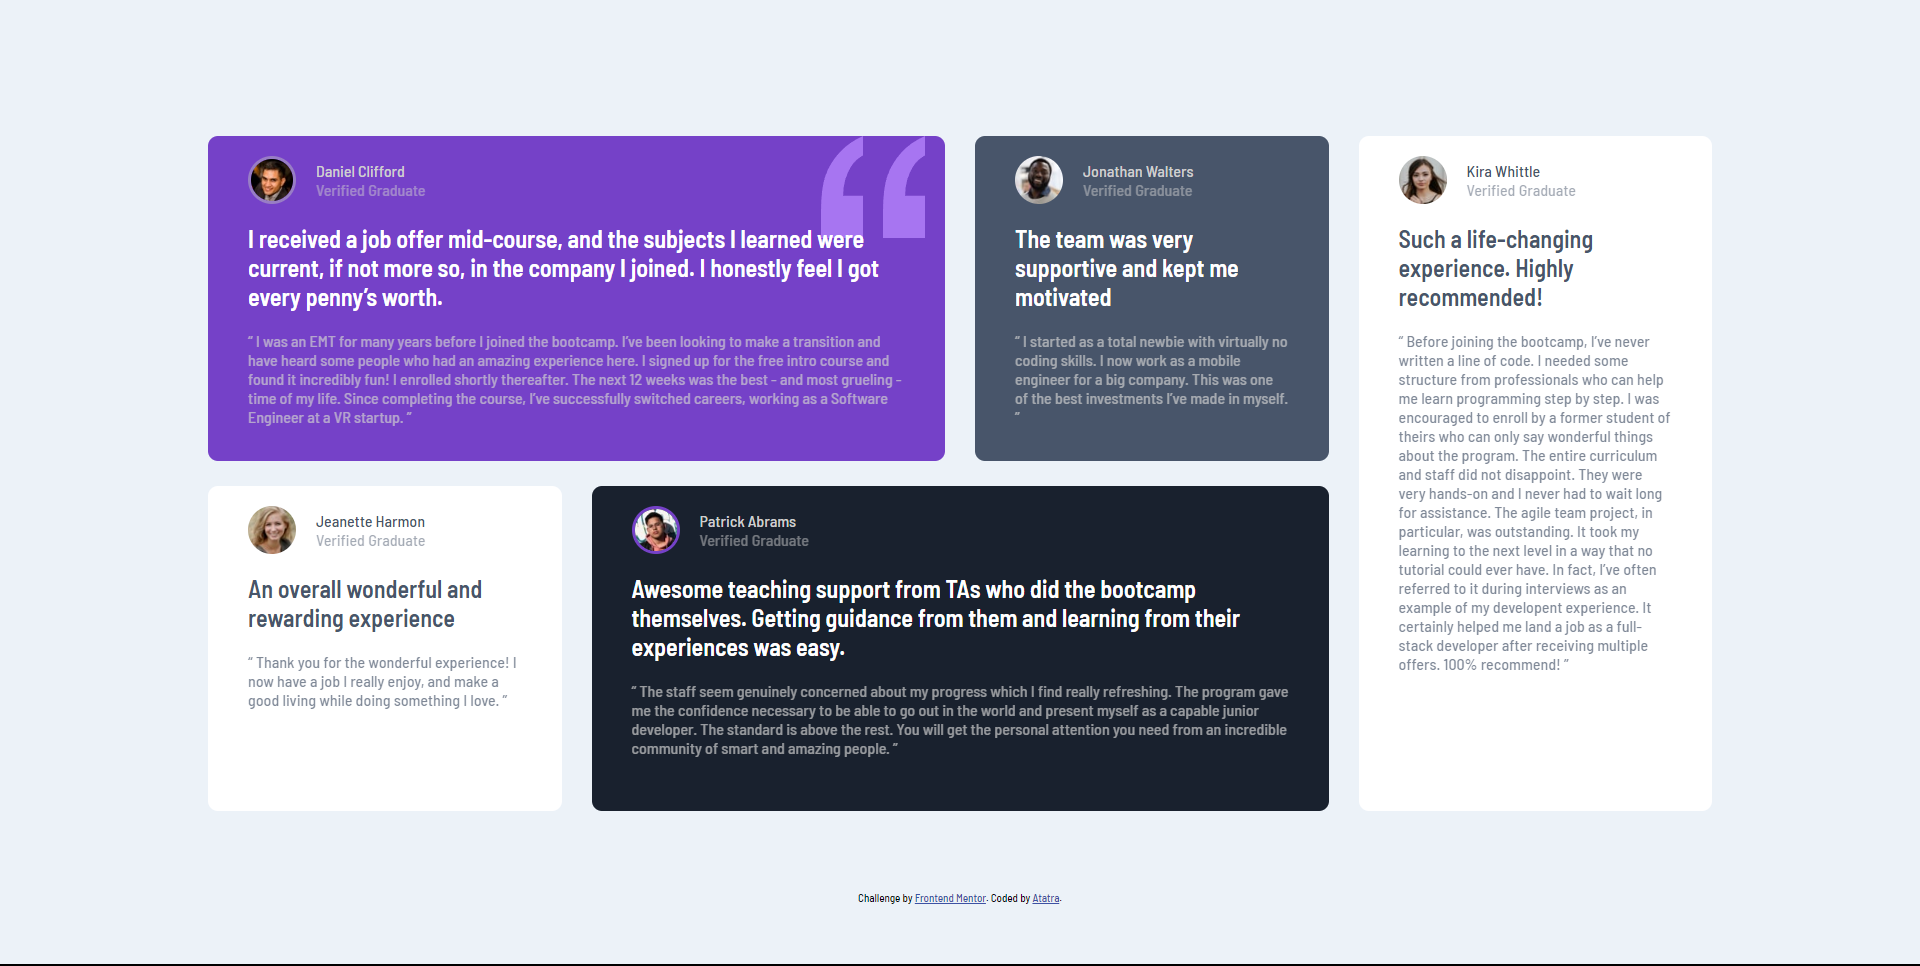 Daniel Clifford
Verified Graduate
I received a job offer mid-course, and the subjects I learned were
current, if not more so, in the company I joined. I honestly feel I got
every penny’s worth.
“ I was an EMT for many years before I joined the bootcamp. I’ve been looking to make a transition and
have heard some people who had an amazing experience here. I signed up for the free intro course and
found it incredibly fun! I enrolled shortly thereafter. The next 12 weeks was the best - and most grueling -
time of my life. Since completing the course, I’ve successfully switched careers, working as a Software
Engineer at a VR startup. ”
Jonathan Walters
Verified Graduate
The team was very
supportive and kept me
motivated
“ I started as a total newbie with virtually no
coding skills. I now work as a mobile
engineer for a big company. This was one
of the best investments I’ve made in myself.
”
Kira Whittle
Verified Graduate
Such a life-changing
experience. Highly
recommended!
“ Before joining the bootcamp, I’ve never
written a line of code. I needed some
structure from professionals who can help
me learn programming step by step. I was
encouraged to enroll by a former student of
theirs who can only say wonderful things
about the program. The entire curriculum
and staff did not disappoint. They were
very hands-on and I never had to wait long
for assistance. The agile team project, in
particular, was outstanding. It took my
learning to the next level in a way that no
tutorial could ever have. In fact, I’ve often
referred to it during interviews as an
example of my developent experience. It
certainly helped me land a job as a full-
stack developer after receiving multiple
offers. 100% recommend! ”
Jeanette Harmon
Verified Graduate
An overall wonderful and
rewarding experience
“ Thank you for the wonderful experience! I
now have a job I really enjoy, and make a
good living while doing something I love. ”
Patrick Abrams
Verified Graduate
Awesome teaching support from TAs who did the bootcamp
themselves. Getting guidance from them and learning from their
experiences was easy.
“ The staff seem genuinely concerned about my progress which I find really refreshing. The program gave
me the confidence necessary to be able to go out in the world and present myself as a capable junior
developer. The standard is above the rest. You will get the personal attention you need from an incredible
community of smart and amazing people. ”
Challenge by Frontend Mentor. Coded by Atatra.